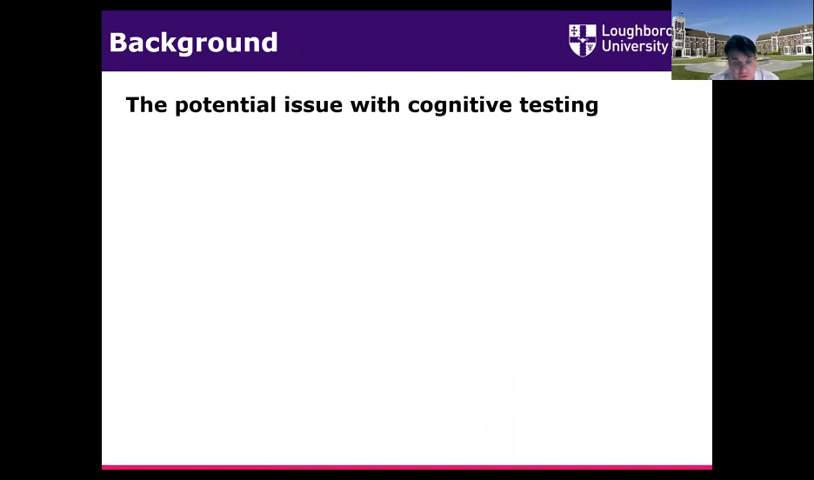 Background
Loughboro
University
The potential issue with cognitive testing